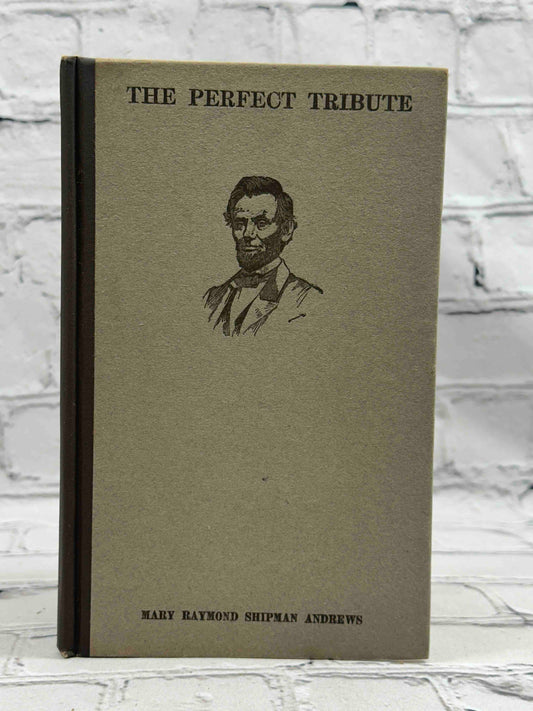 THE PERFECT TRIBUTE
MARY RAYMOND SHIPMAN ANDREWS